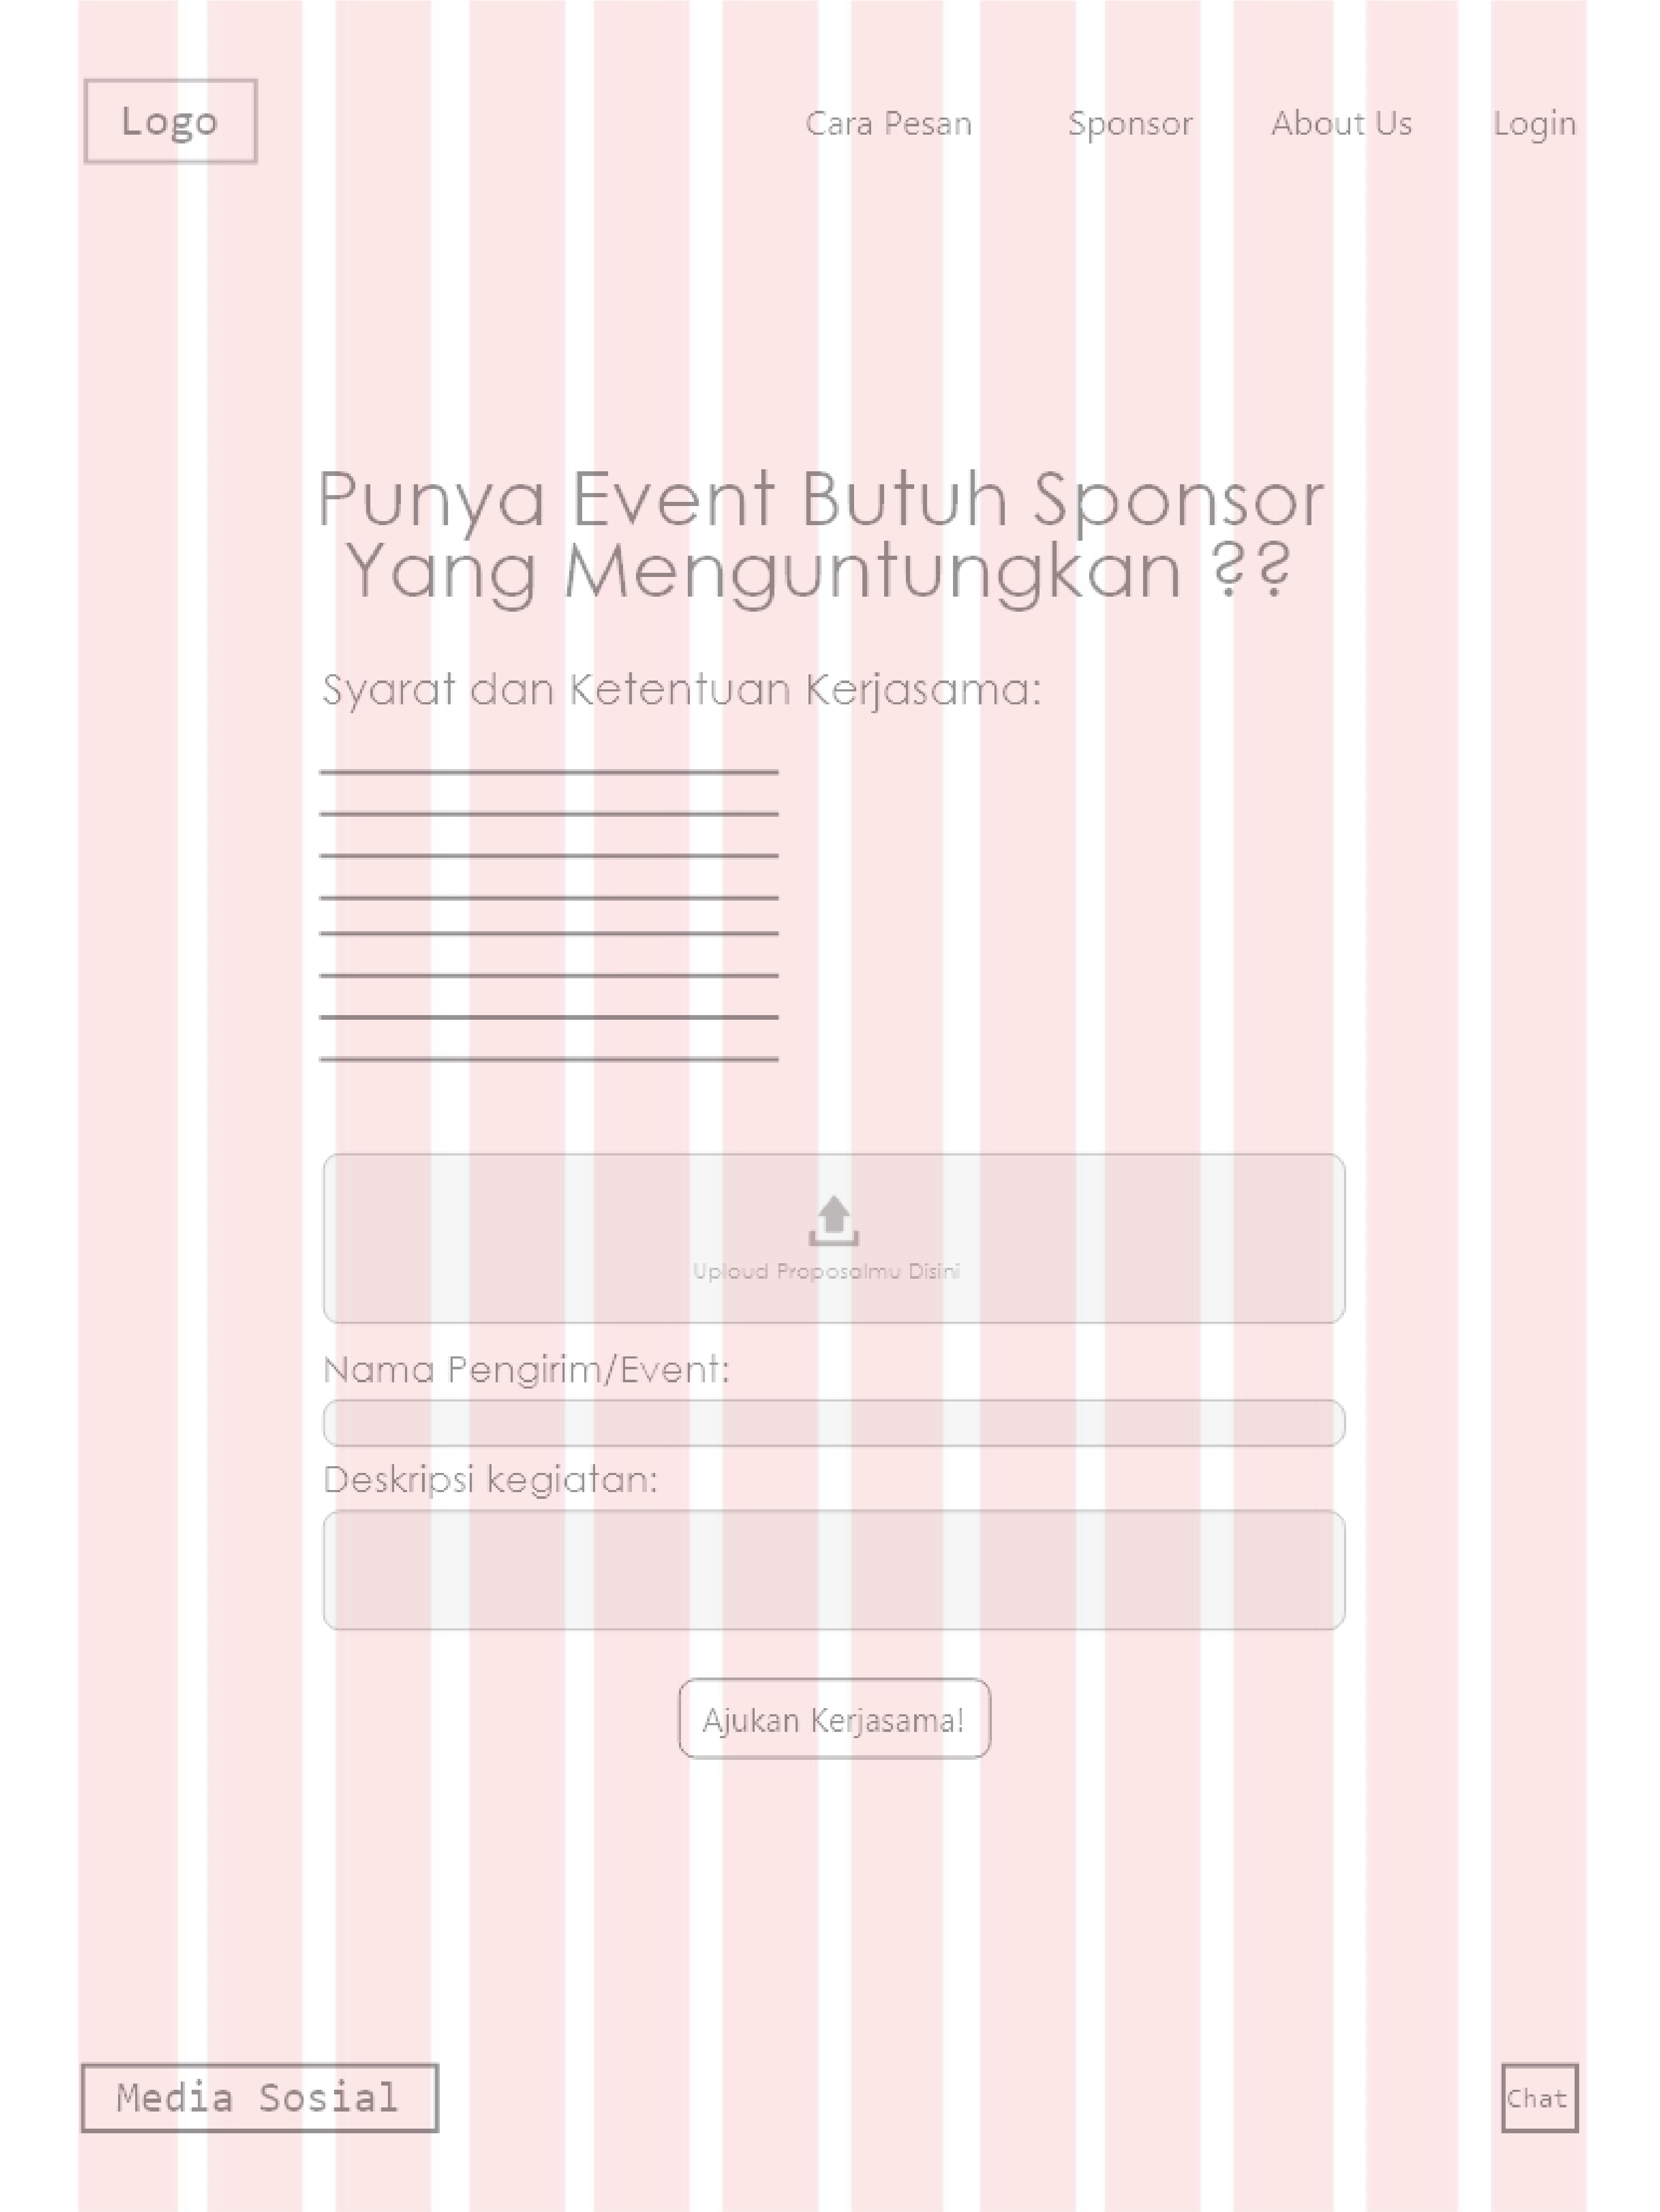 Logo
Cara Pesan
Sponsor
About Us
Login
Punya Event Butuh Sponsor
Yang Menguntungkan ??
Syarat dan Ketentuan Kerjasama:
Uploud Proposalmu Disini
Nama Pengirim/Event:
Deskripsi kegiatan:
Ajukan Kerjasama!
Media Sosial
Chat